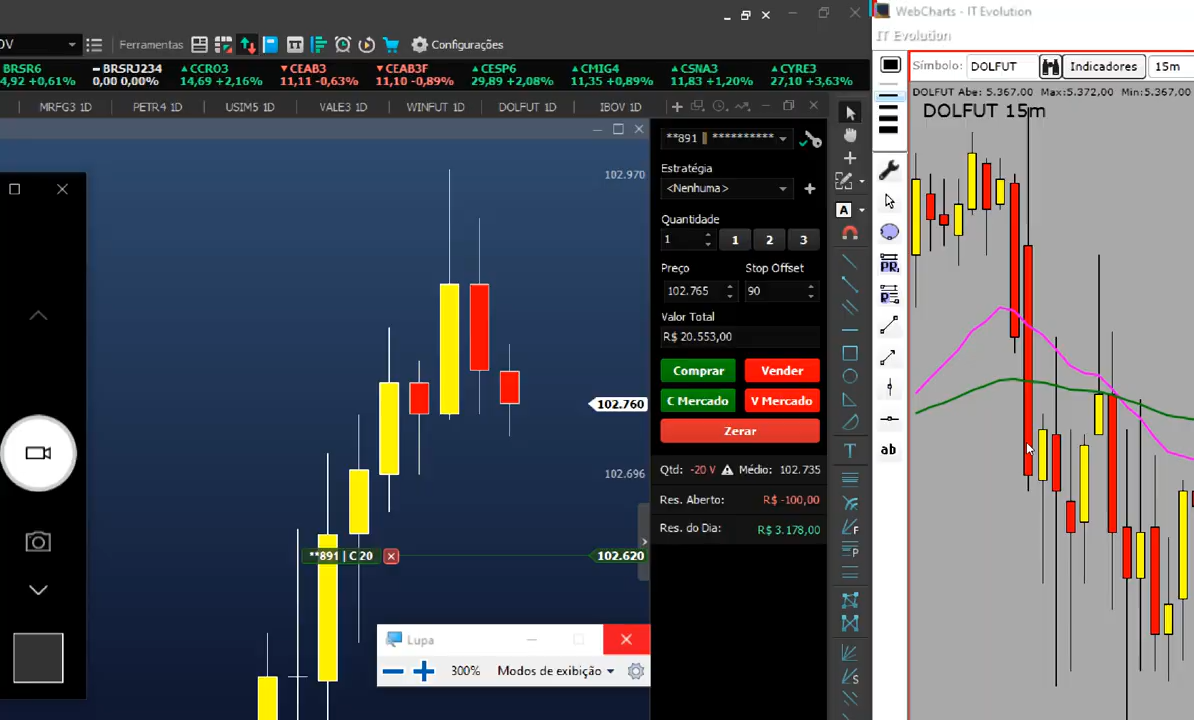 WebCharts - IT Evolution
IT Evolution
OV
Ferramentas
Configurações
Símbolo: DOLFUT
Indicadores
15m
BRSR6
4,92 +0,61%
BRSRJ234
0,00 0,00%
CCRO3
14,69 +2,16%
CEAB3
11,11 -0,63%
CEAB3F
11,10 -0,89%
CESP6
29,89 +2,08%
CMIG4
11,35 +0,89%
CSNA3
11,83 +1,20%
CYRE3
27,10 +3,63%
DOLFUT Abe: 5.367,00 Max:5.372,00 Min:5.367,00
DOLFUT 15m
MRFG3 1D
PETR4 1D
USIM5 1D
VALE3 1D
WINFUT 1D
DOLFUT 1D
IBOV 1D
102.970
102.760
102.696
102.620
**891 | C 20
**891 **********
Estratégia
<Nenhuma>
Quantidade
1
1 2 3
Preço Stop Offset
102.765 90
Valor Total
R$ 20.553,00
Comprar Vender
C Mercado V Mercado
Zerar
Qtd: -20 V Médio: 102.735
Res. Aberto: R$ -100,00
Res. do Dia: R$ 3.178,00
A
T
F
P
S
PR
P
ab
Lupa
300% Modos de exibição